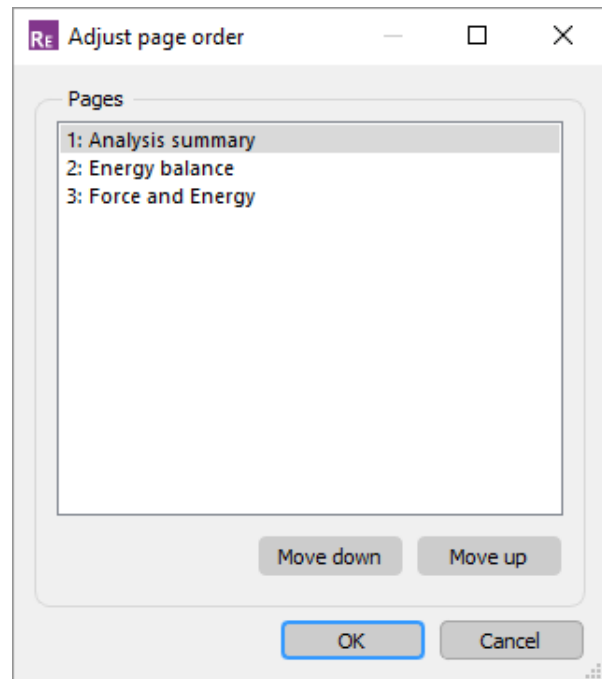 RE Adjust page order
Pages
1: Analysis summary
2: Energy balance
3: Force and Energy
Move down Move up
OK Cancel